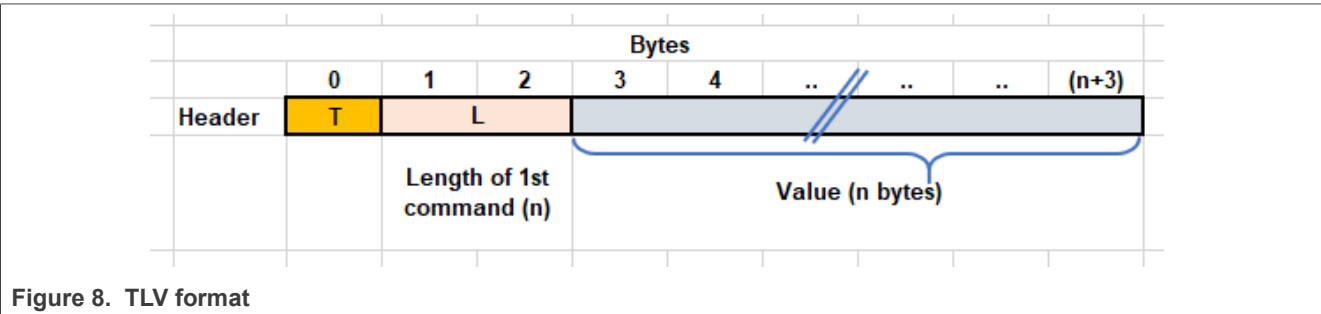 Bytes
0 1 2 3 4 .. .. .. (n+3)
Header T L
Length of 1st
command (n)
Value (n bytes)
Figure 8. TLV format